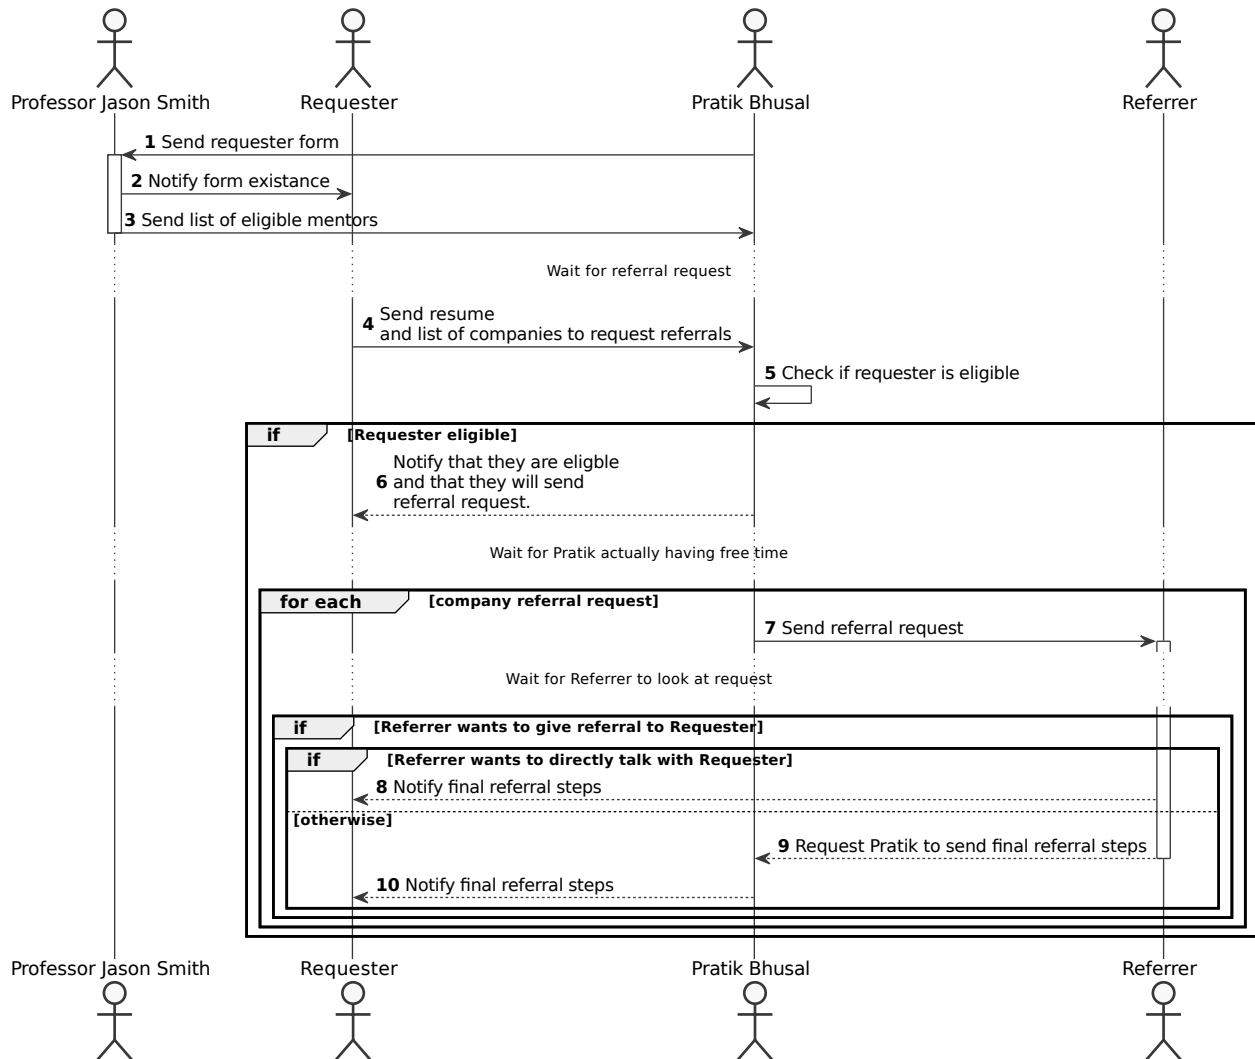 Professor Jason Smith
Requester
Pratik Bhusal
Referrer
1 Send requester form
2 Notify form existance
3 Send list of eligible mentors
Wait for referral request
4 Send resume
and list of companies to request referrals
5 Check if requester is eligible
if [Requester eligible]
Notify that they are eligble
6 and that they will send
referral request.
Wait for Pratik actually having free time
for each [company referral request]
7 Send referral request
Wait for Referrer to look at request
if [Referrer wants to give referral to Requester]
if [Referrer wants to directly talk with Requester]
8 Notify final referral steps
[otherwise]
9 Request Pratik to send final referral steps
10 Notify final referral steps
Professor Jason Smith
Requester
Pratik Bhusal
Referrer